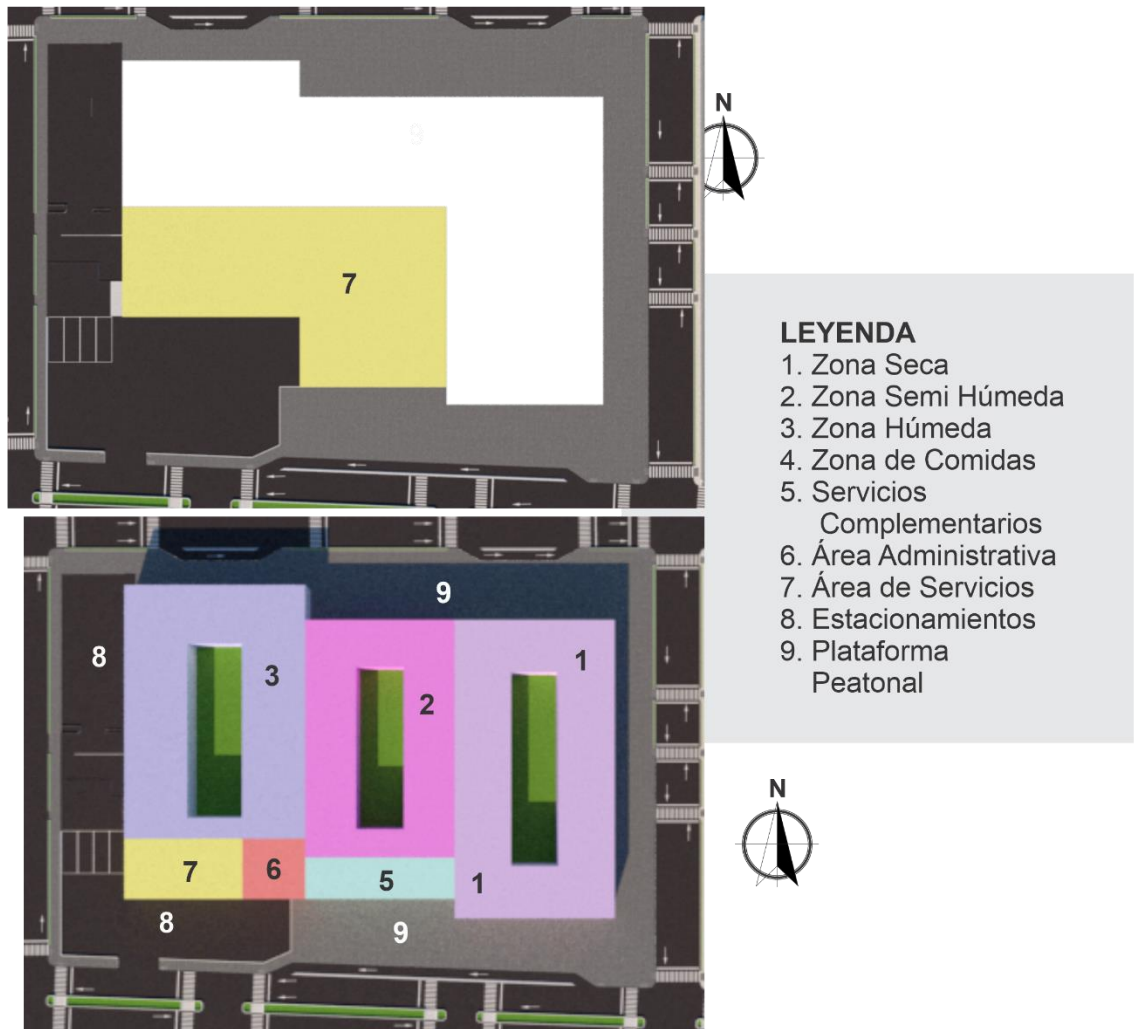 N
7
LEYENDA
1. Zona Seca
2. Zona Semi Húmeda
3. Zona Húmeda
4. Zona de Comidas
5. Servicios
Complementarios
6. Área Administrativa
7. Área de Servicios
8. Estacionamientos
9. Plataforma
Peatonal
9
8
3
2
1
7
6
5
1
8
9
N